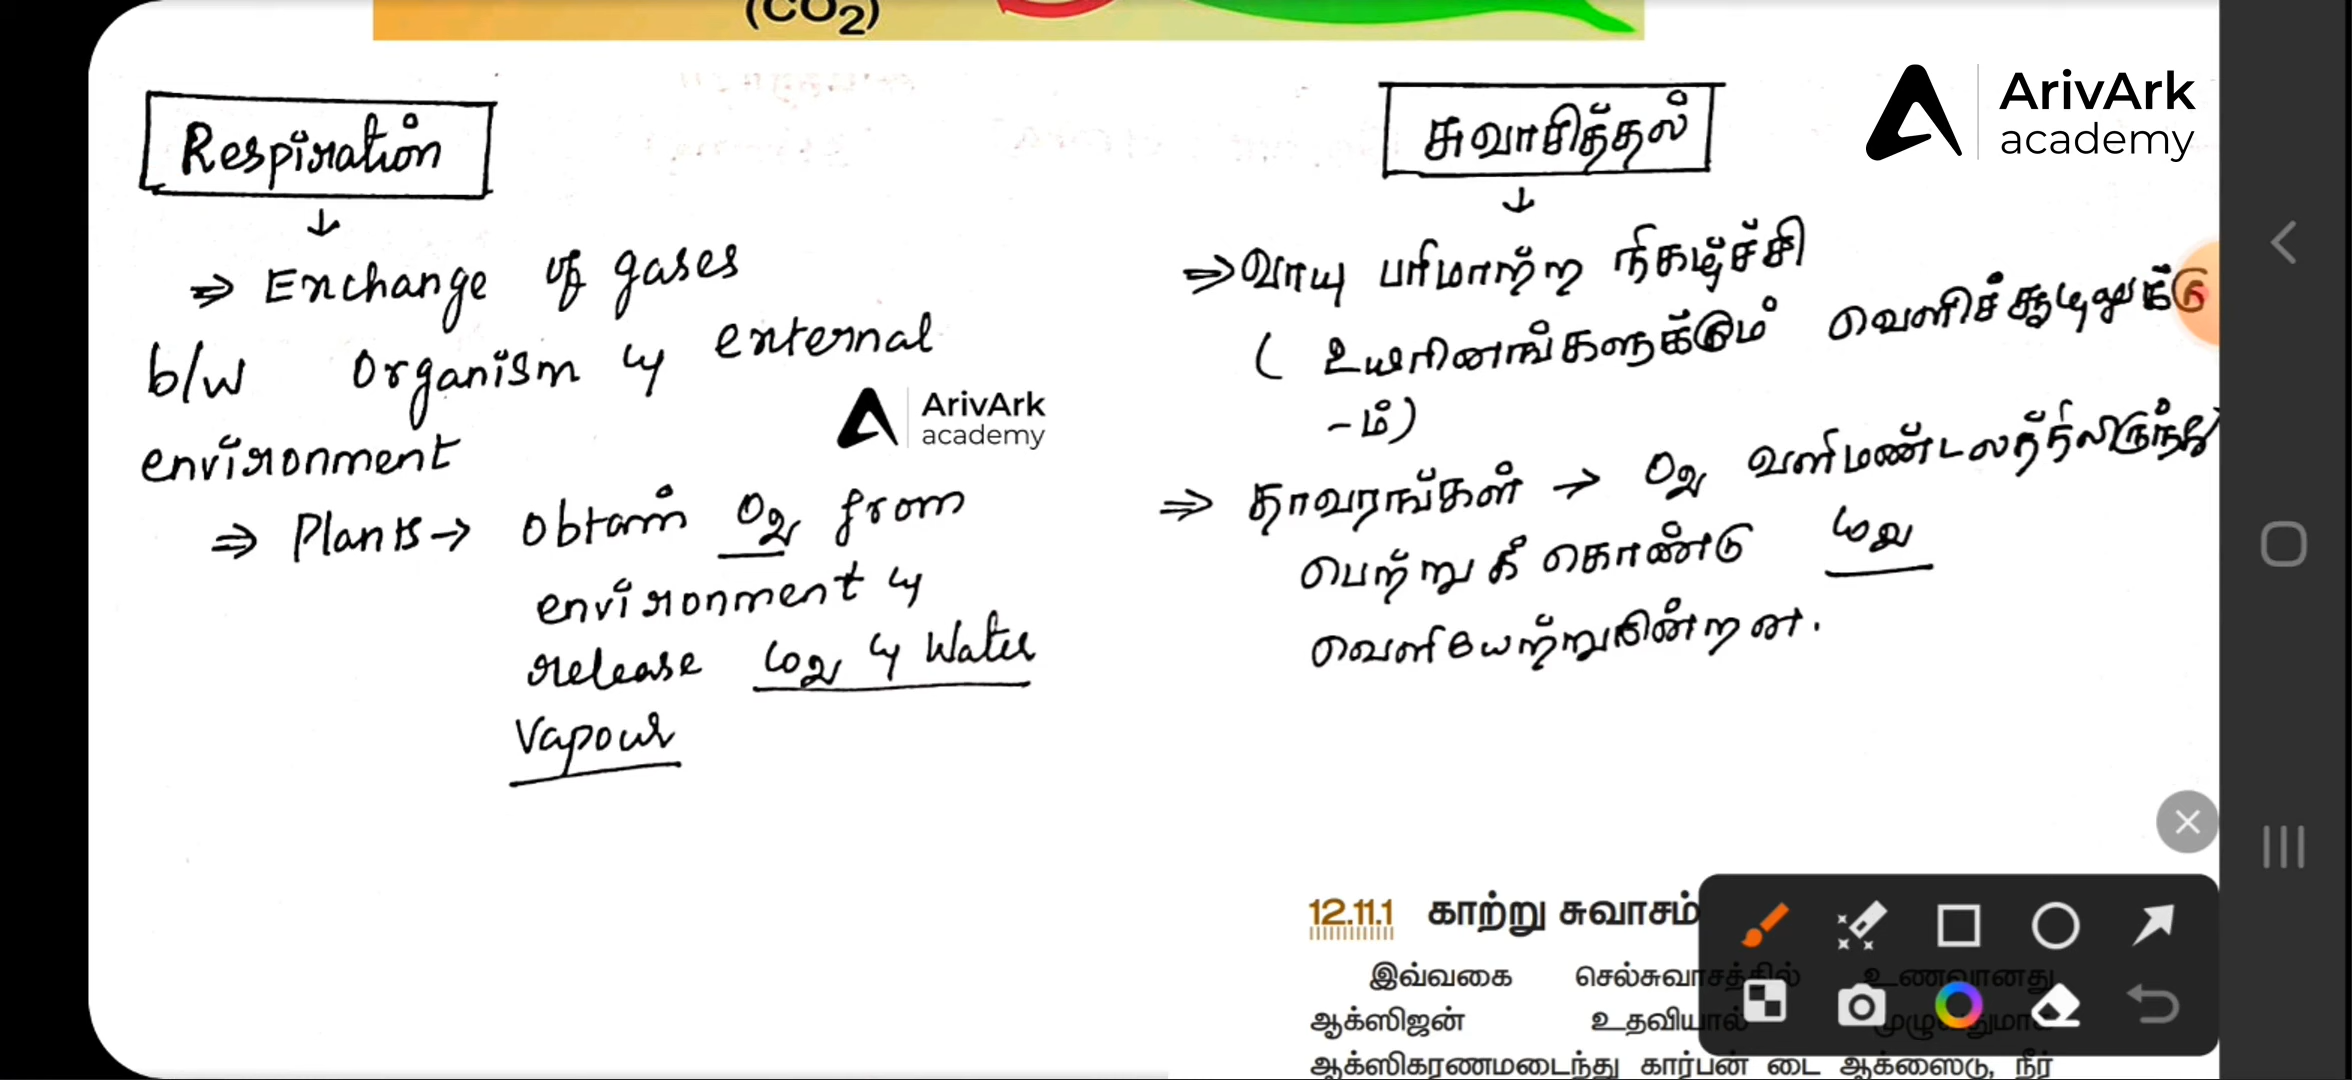 (CO2)
Respiration
↓
⇒ Exchange of gases
b/w organism & external
environment
⇒ Plants → obtain O2 from
environment &
release CO2 & Water
Vapour
ArivArk
academy
சுவாசித்தல்
↓
⇒ வாயு பரிமாற்ற நிகழ்ச்சி
( உயிரினங்களுக்கும் வெளிச்சூழலுக்கு
-ம்)
⇒ தாவரங்கள் → O2 வளிமண்டலத்திலிருந்து
பெற்று க் கொண்டு CO2
வெளியேற்றுகின்றன.
ArivArk
academy
12.11.1 காற்று சுவாசம்
இவ்வகை செல்சுவாசத்தில் உணவானது
ஆக்ஸிஜன் உதவியால் முழுவதுமாக
ஆக்ஸிகரணமடைந்து கார்பன் டை ஆக்ஸைடு, நீர்